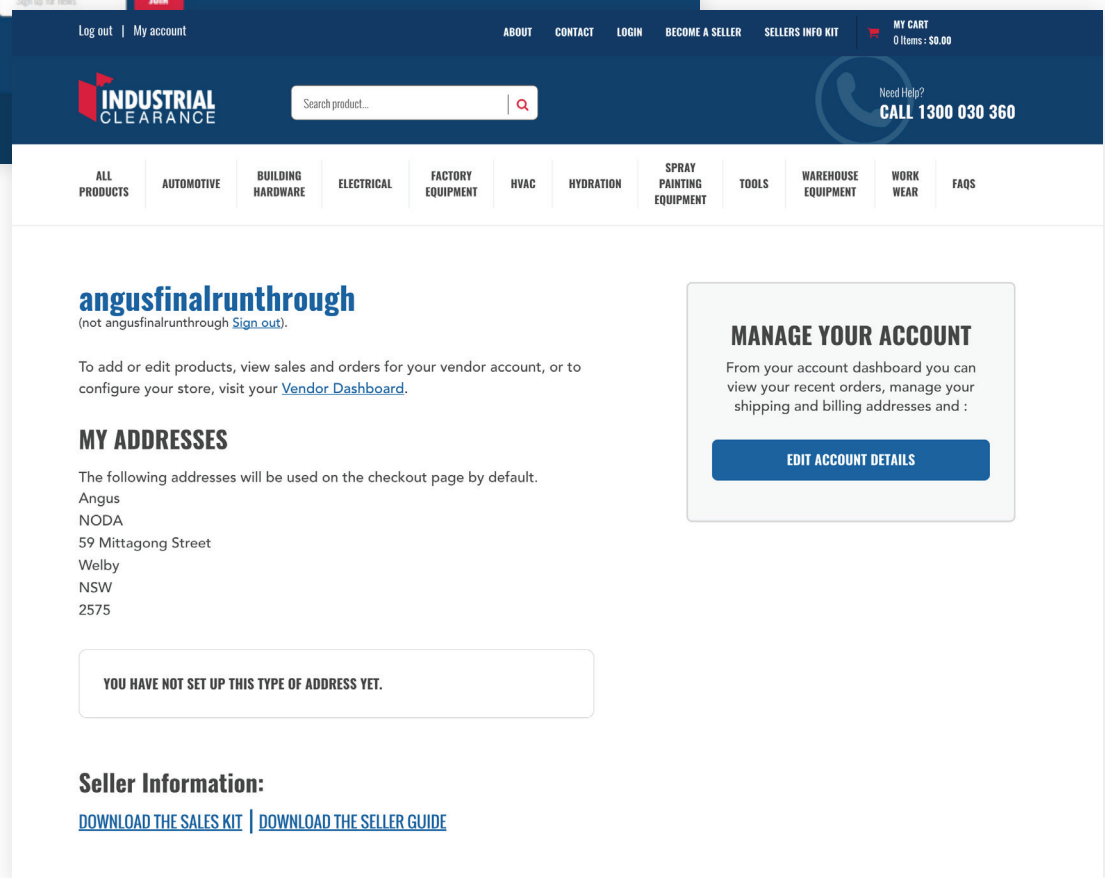 Sign up for news
JOIN
Log out | My account
ABOUT CONTACT LOGIN BECOME A SELLER SELLERS INFO KIT
MY CART
0 Items : $0.00
INDUSTRIAL
CLEARANCE
Search product...
Need Help?
CALL 1300 030 360
ALL
PRODUCTS
AUTOMOTIVE
BUILDING
HARDWARE
ELECTRICAL
FACTORY
EQUIPMENT
HVAC
HYDRATION
SPRAY
PAINTING
EQUIPMENT
TOOLS
WAREHOUSE
EQUIPMENT
WORK
WEAR
FAQS
angusfinalrunthrough
(not angusfinalrunthrough Sign out).
To add or edit products, view sales and orders for your vendor account, or to
configure your store, visit your Vendor Dashboard.
MY ADDRESSES
The following addresses will be used on the checkout page by default.
Angus
NODA
59 Mittagong Street
Welby
NSW
2575
YOU HAVE NOT SET UP THIS TYPE OF ADDRESS YET.
Seller Information:
DOWNLOAD THE SALES KIT | DOWNLOAD THE SELLER GUIDE
MANAGE YOUR ACCOUNT
From your account dashboard you can
view your recent orders, manage your
shipping and billing addresses and :
EDIT ACCOUNT DETAILS